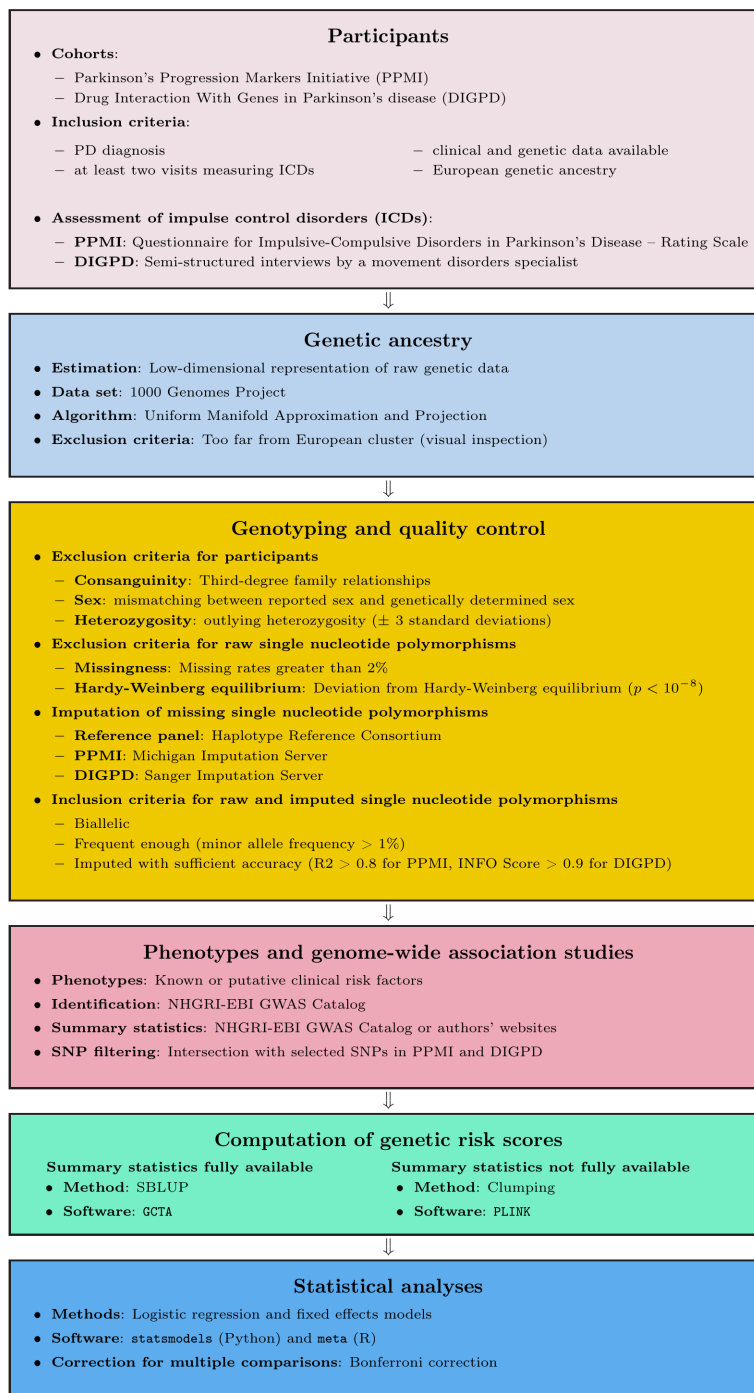 Participants
• Cohorts:
– Parkinson's Progression Markers Initiative (PPMI)
– Drug Interaction With Genes in Parkinson's disease (DIGPD)
• Inclusion criteria:
– PD diagnosis
– at least two visits measuring ICDs
– clinical and genetic data available
– European genetic ancestry
• Assessment of impulse control disorders (ICDs):
– PPMI: Questionnaire for Impulsive-Compulsive Disorders in Parkinson's Disease – Rating Scale
– DIGPD: Semi-structured interviews by a movement disorders specialist
⇓
Genetic ancestry
• Estimation: Low-dimensional representation of raw genetic data
• Data set: 1000 Genomes Project
• Algorithm: Uniform Manifold Approximation and Projection
• Exclusion criteria: Too far from European cluster (visual inspection)
⇓
Genotyping and quality control
• Exclusion criteria for participants
– Consanguinity: Third-degree family relationships
– Sex: mismatching between reported sex and genetically determined sex
– Heterozygosity: outlying heterozygosity (± 3 standard deviations)
• Exclusion criteria for raw single nucleotide polymorphisms
– Missingness: Missing rates greater than 2%
– Hardy-Weinberg equilibrium: Deviation from Hardy-Weinberg equilibrium (p < 10⁻⁸)
• Imputation of missing single nucleotide polymorphisms
– Reference panel: Haplotype Reference Consortium
– PPMI: Michigan Imputation Server
– DIGPD: Sanger Imputation Server
• Inclusion criteria for raw and imputed single nucleotide polymorphisms
– Biallelic
– Frequent enough (minor allele frequency > 1%)
– Imputed with sufficient accuracy (R2 > 0.8 for PPMI, INFO Score > 0.9 for DIGPD)
⇓
Phenotypes and genome-wide association studies
• Phenotypes: Known or putative clinical risk factors
• Identification: NHGRI-EBI GWAS Catalog
• Summary statistics: NHGRI-EBI GWAS Catalog or authors' websites
• SNP filtering: Intersection with selected SNPs in PPMI and DIGPD
⇓
Computation of genetic risk scores
Summary statistics fully available
• Method: SBLUP
• Software: GCTA
Summary statistics not fully available
• Method: Clumping
• Software: PLINK
⇓
Statistical analyses
• Methods: Logistic regression and fixed effects models
• Software: statsmodels (Python) and meta (R)
• Correction for multiple comparisons: Bonferroni correction